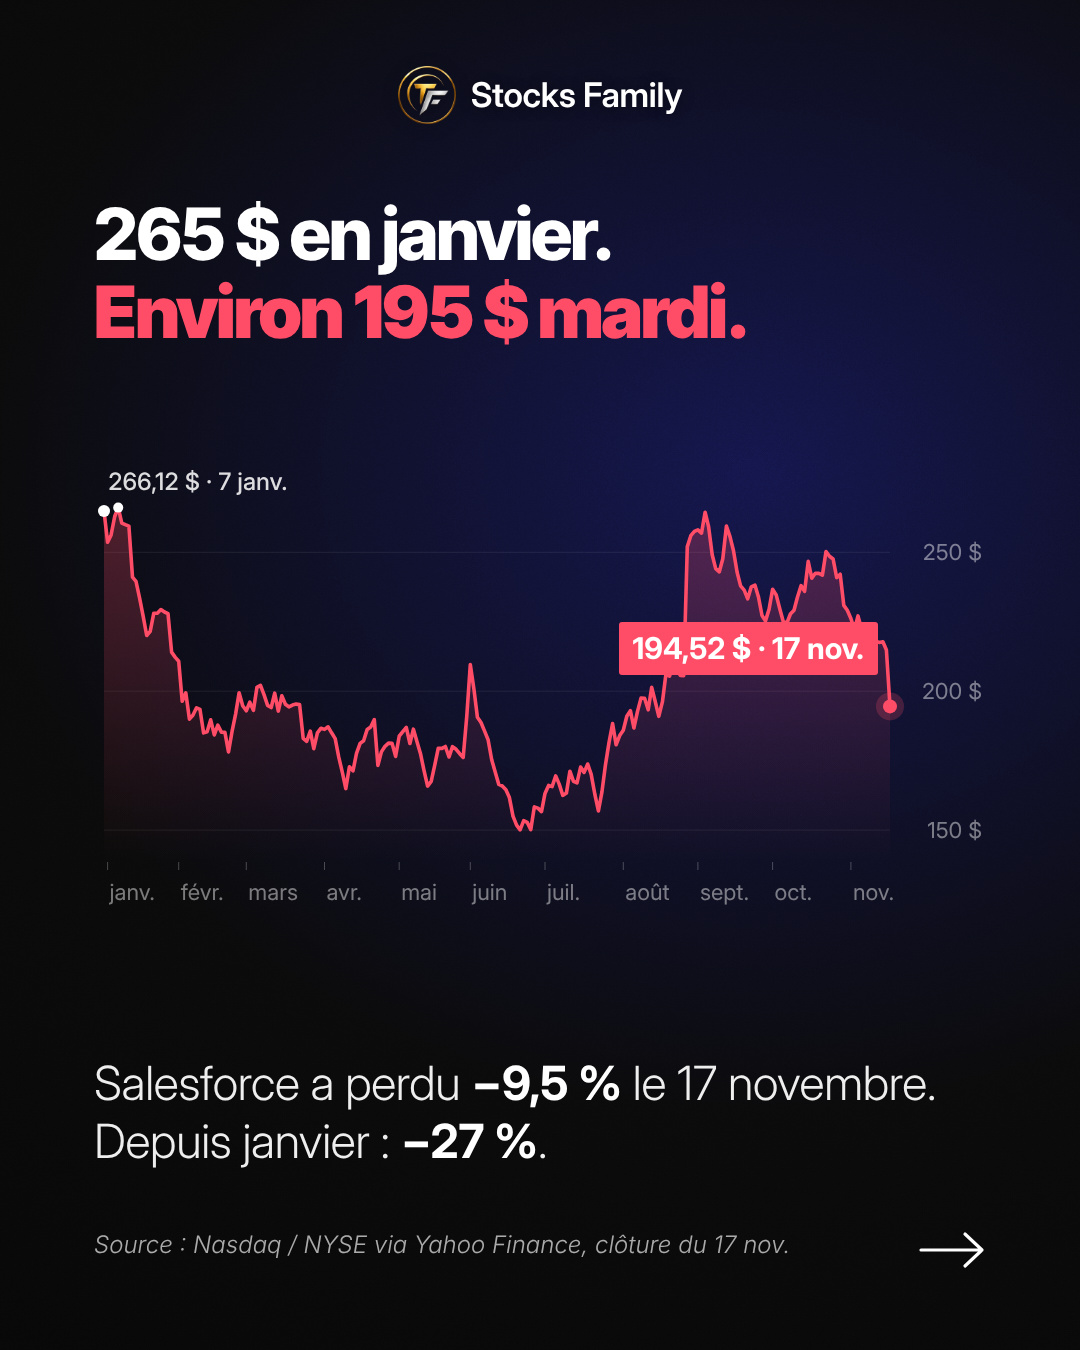 TF Stocks Family
265 $ en janvier.
Environ 195 $ mardi.
266,12 $ · 7 janv.
250 $
194,52 $ · 17 nov.
200 $
150 $
janv. févr. mars avr. mai juin juil. août sept. oct. nov.
Salesforce a perdu −9,5 % le 17 novembre.
Depuis janvier : −27 %.
Source : Nasdaq / NYSE via Yahoo Finance, clôture du 17 nov.